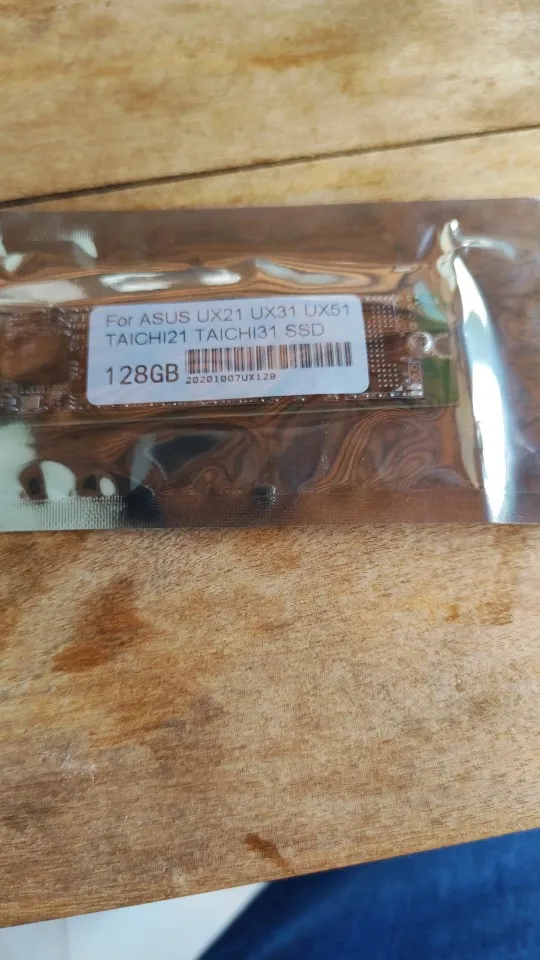 For ASUS UX21 UX31 UX51
TAICHI21 TAICHI31 SSD
128GB
20201007UX128